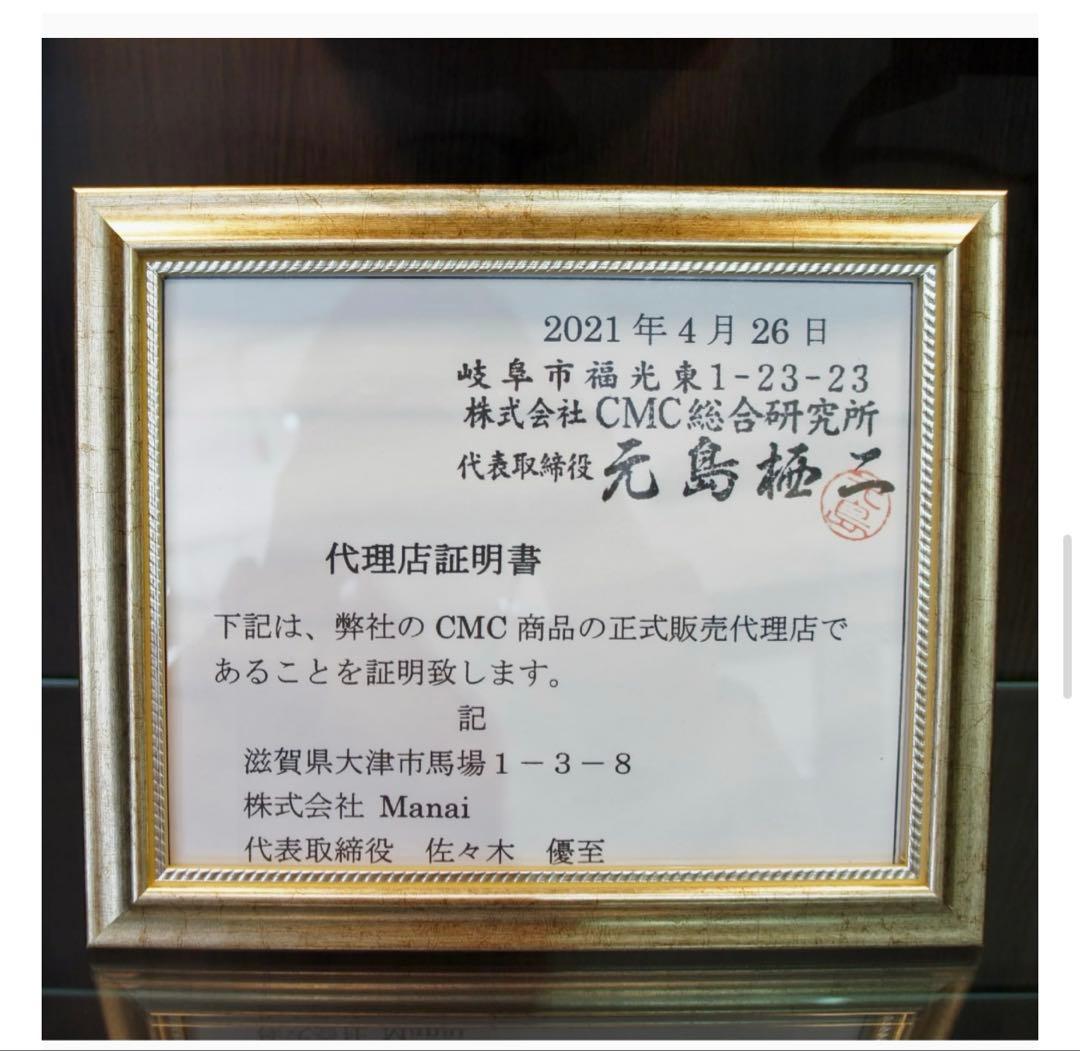 2021年4月26日
岐阜市福光東1-23-23
株式会社CMC総合研究所
代表取締役 元島栖二
元島
代理店証明書
下記は、弊社の CMC 商品の正式販売代理店で
あることを証明致します。
記
滋賀県大津市馬場1－3－8
株式会社 Manai
代表取締役　佐々木　優至